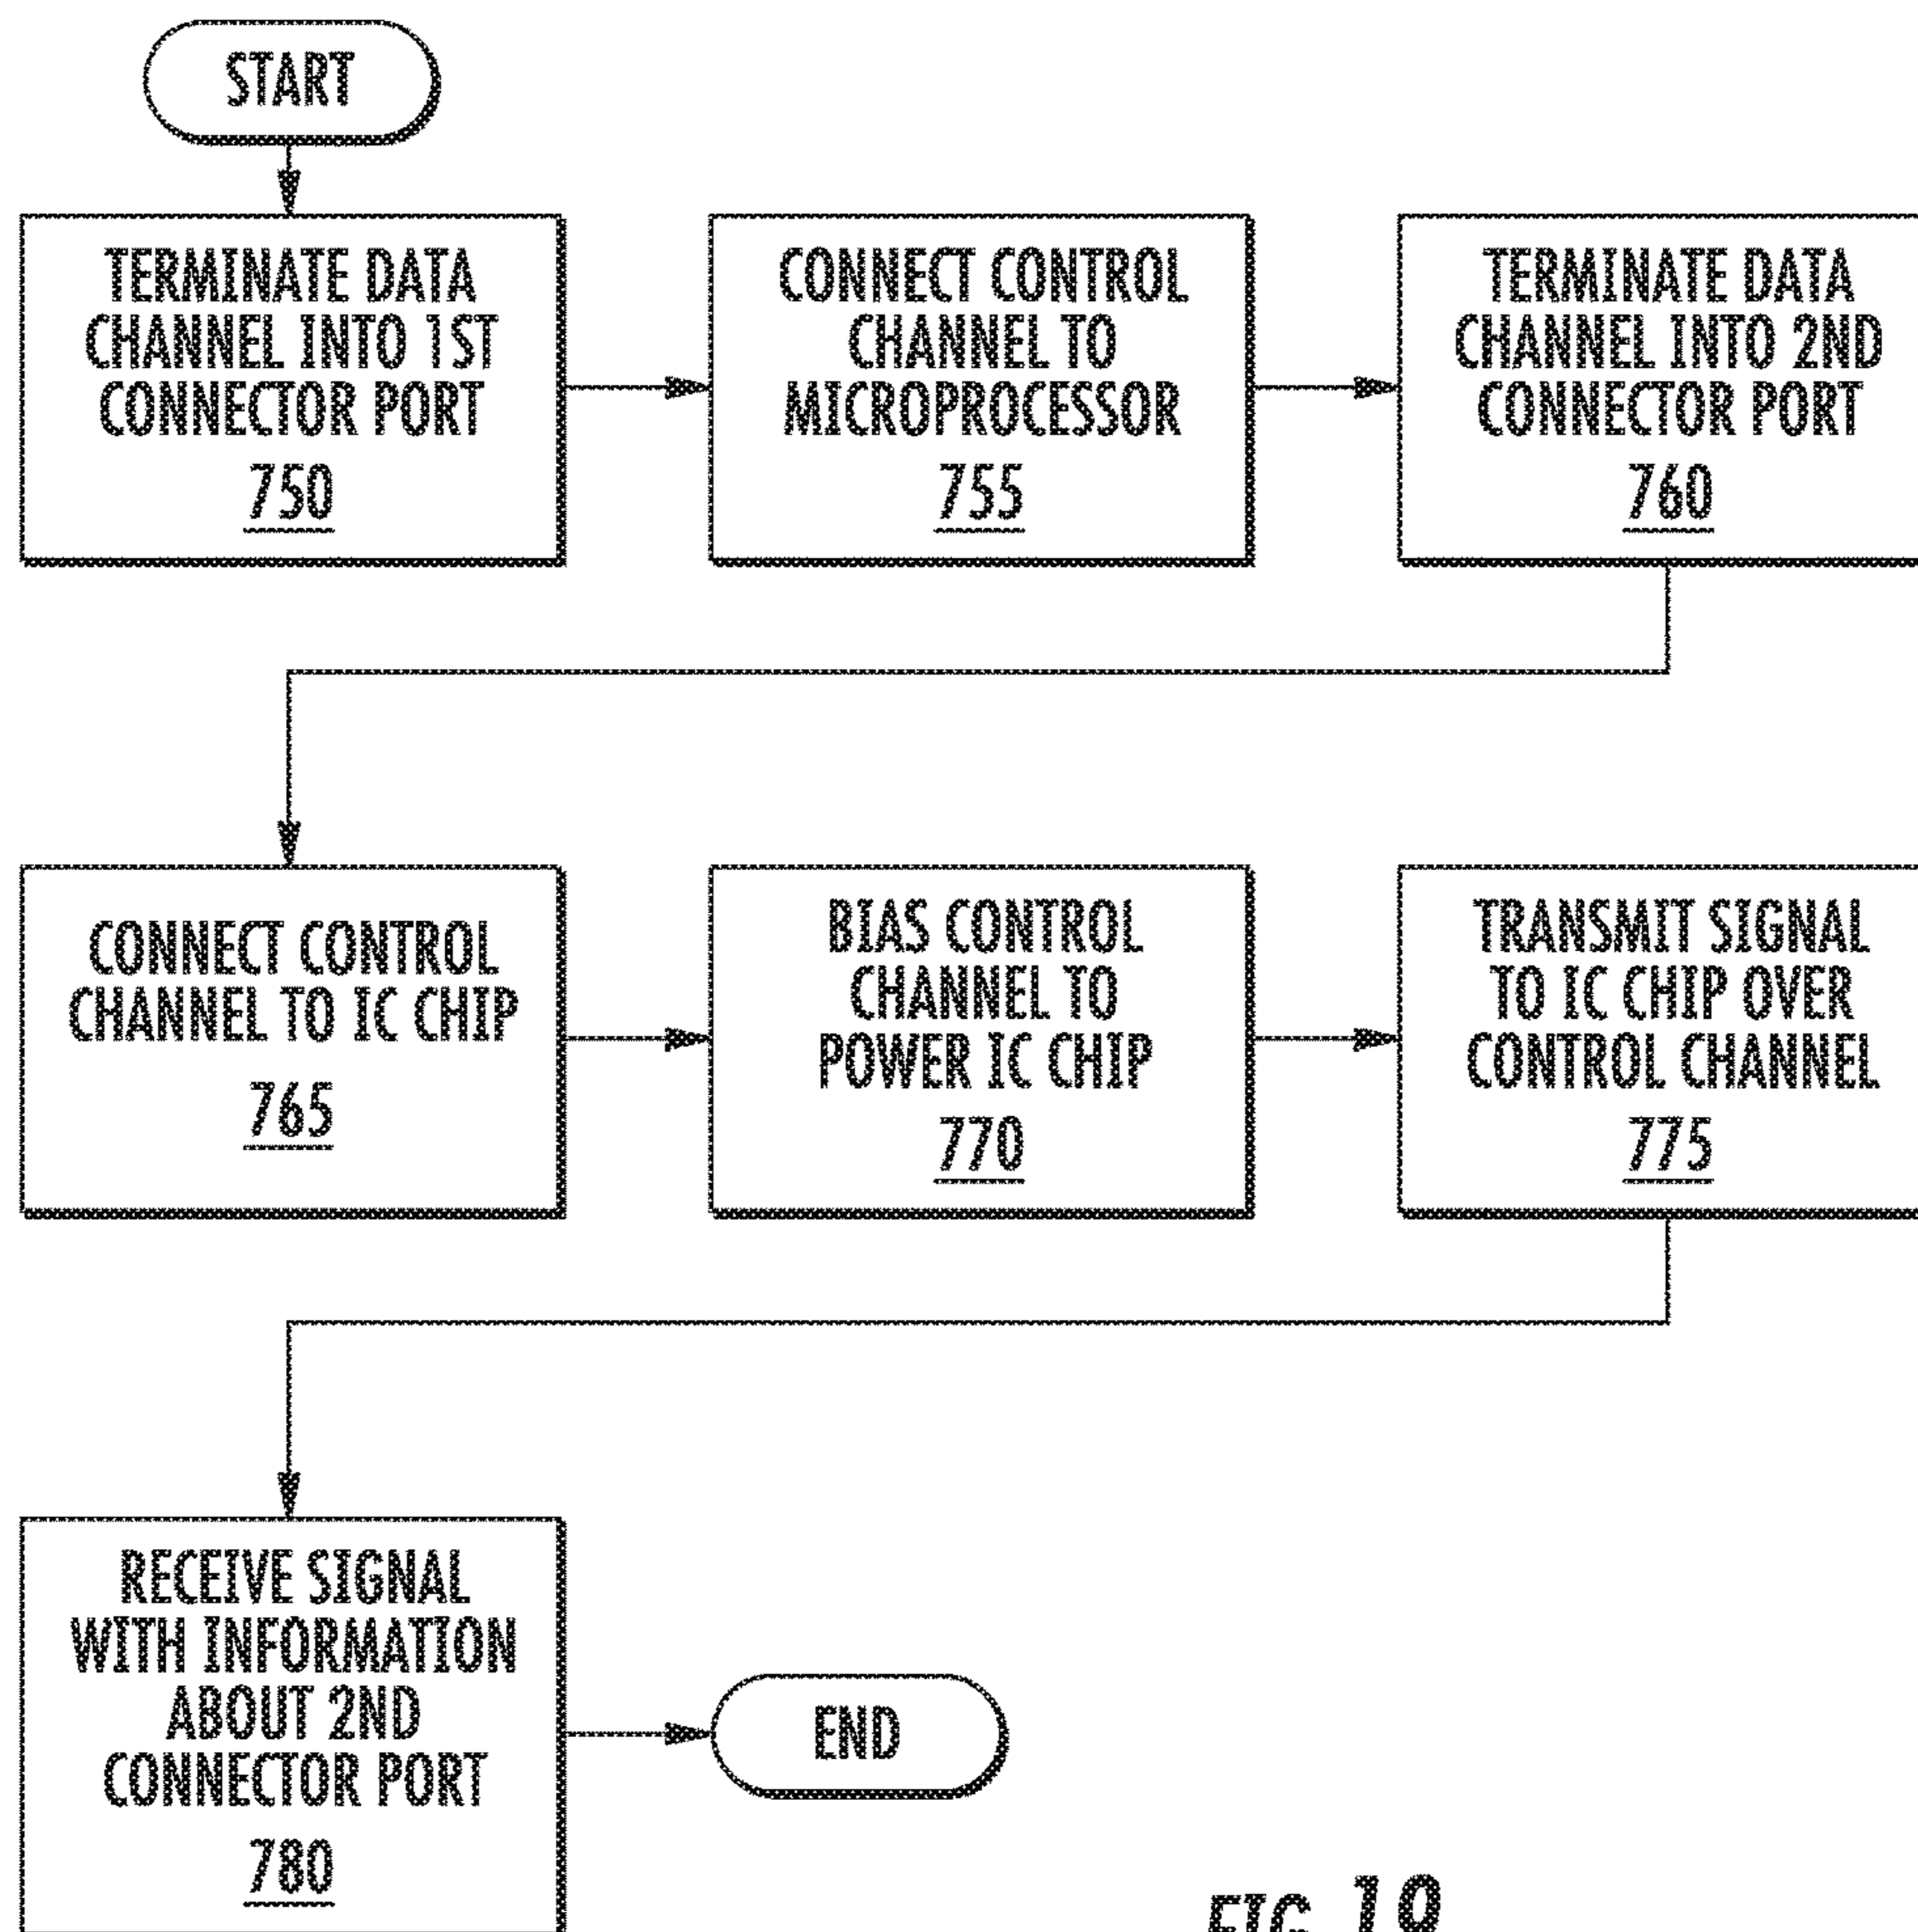 START
TERMINATE DATA
CHANNEL INTO 1ST
CONNECTOR PORT
750
CONNECT CONTROL
CHANNEL TO
MICROPROCESSOR
755
TERMINATE DATA
CHANNEL INTO 2ND
CONNECTOR PORT
760
CONNECT CONTROL
CHANNEL TO IC CHIP
765
BIAS CONTROL
CHANNEL TO
POWER IC CHIP
770
TRANSMIT SIGNAL
TO IC CHIP OVER
CONTROL CHANNEL
775
RECEIVE SIGNAL
WITH INFORMATION
ABOUT 2ND
CONNECTOR PORT
780
END
FIG. 19